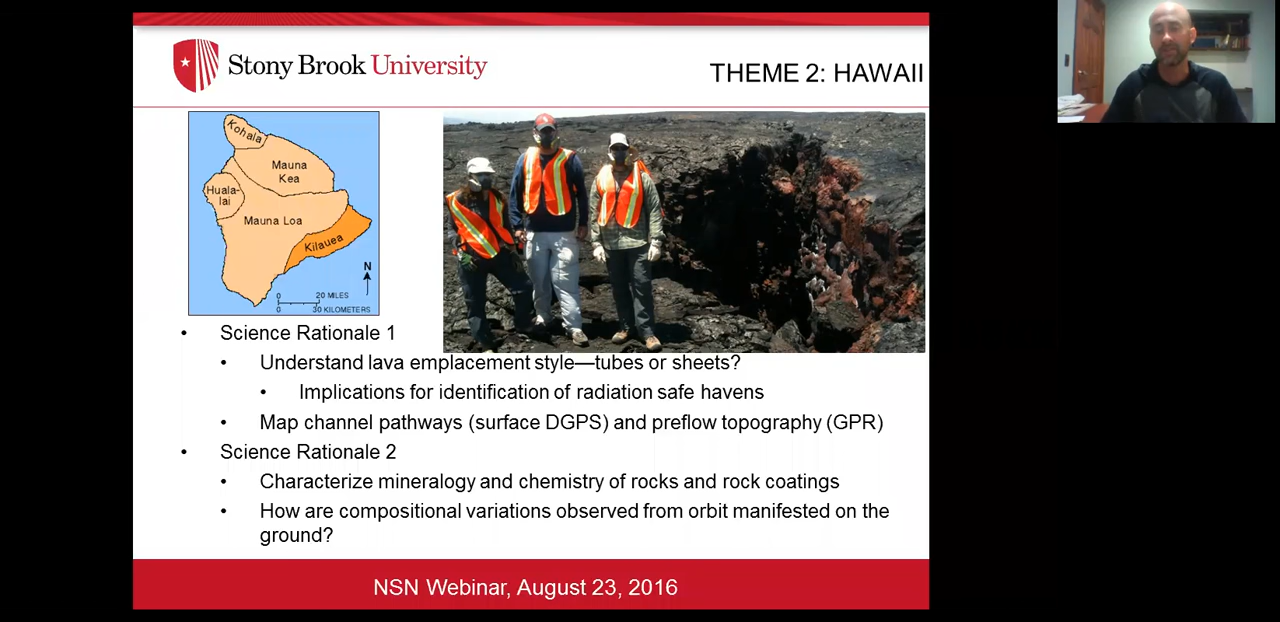 Stony Brook University
THEME 2: HAWAII
Kohala
Mauna
Kea
Huala-
lai
Mauna Loa
Kilauea
N
0 20 MILES
0 30 KILOMETERS
• Science Rationale 1
• Understand lava emplacement style—tubes or sheets?
• Implications for identification of radiation safe havens
• Map channel pathways (surface DGPS) and preflow topography (GPR)
• Science Rationale 2
• Characterize mineralogy and chemistry of rocks and rock coatings
• How are compositional variations observed from orbit manifested on the
ground?
NSN Webinar, August 23, 2016